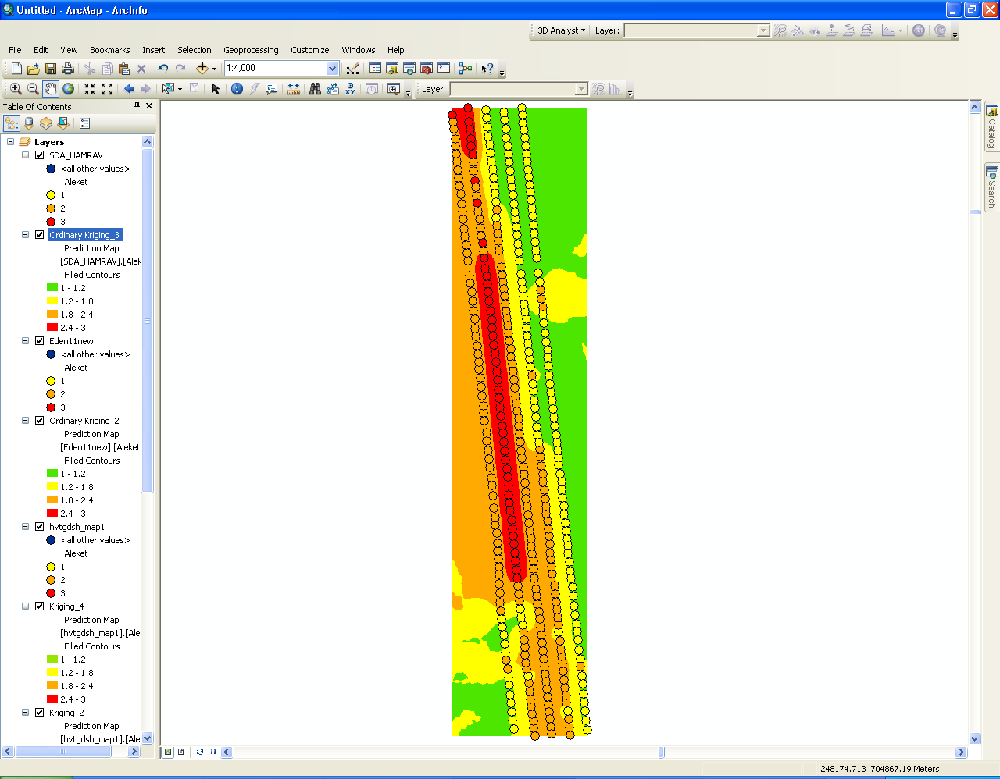 Untitled - ArcMap - ArcInfo
3D Analyst Layer:
File Edit View Bookmarks Insert Selection Geoprocessing Customize Windows Help
1:4,000
Layer:
Table Of Contents
Layers
SDA_HAMRAV
<all other values>
Aleket
1
2
3
Ordinary Kriging_3
Prediction Map
[SDA_HAMRAV].[Alek
Filled Contours
1 - 1.2
1.2 - 1.8
1.8 - 2.4
2.4 - 3
Eden11new
<all other values>
Aleket
1
2
3
Ordinary Kriging_2
Prediction Map
[Eden11new].[Aleket
Filled Contours
1 - 1.2
1.2 - 1.8
1.8 - 2.4
2.4 - 3
hvtgdsh_map1
<all other values>
Aleket
1
2
3
Kriging_4
Prediction Map
[hvtgdsh_map1].[Ale
Filled Contours
1 - 1.2
1.2 - 1.8
1.8 - 2.4
2.4 - 3
Kriging_2
Prediction Map
[hvtgdsh_map1].[Ale
Catalog
Search
248174.713 704867.19 Meters